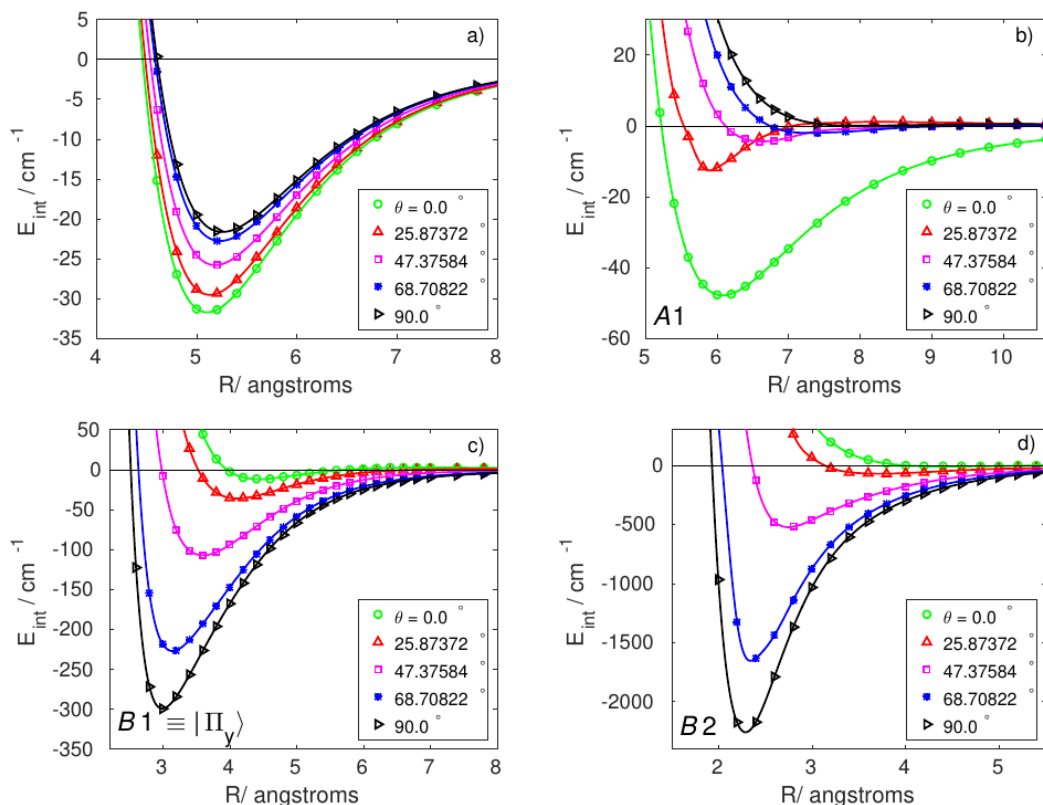 a)
5
0
-5
-10
-15
-20
-25
-30
-35
E_int / cm^-1
θ = 0.0 °
25.87372 °
47.37584 °
68.70822 °
90.0 °
4 5 6 7 8
R/ angstroms
b)
20
0
-20
-40
-60
E_int / cm^-1
θ = 0.0 °
25.87372 °
47.37584 °
68.70822 °
90.0 °
A1
5 6 7 8 9 10
R/ angstroms
c)
50
0
-50
-100
-150
-200
-250
-300
-350
E_int / cm^-1
θ = 0.0 °
25.87372 °
47.37584 °
68.70822 °
90.0 °
B1 ≡ |Π_y⟩
3 4 5 6 7 8
R/ angstroms
d)
0
-500
-1000
-1500
-2000
E_int / cm^-1
θ = 0.0 °
25.87372 °
47.37584 °
68.70822 °
90.0 °
B2
2 3 4 5
R/ angstroms